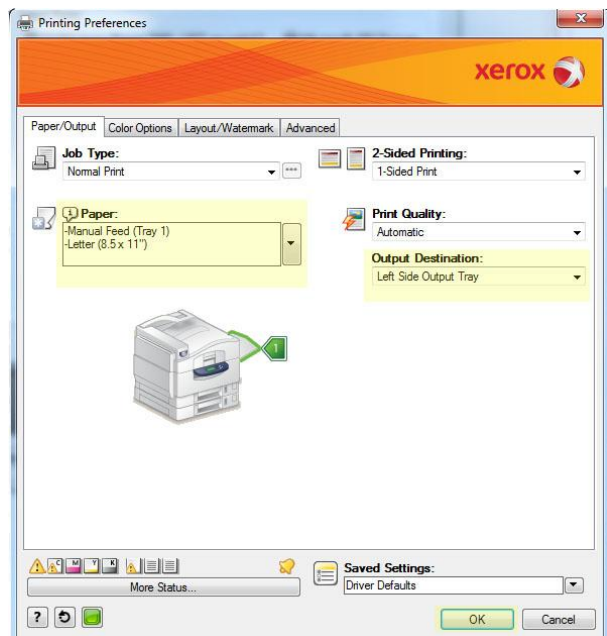 Printing Preferences
xerox
Paper/Output
Color Options
Layout/Watermark
Advanced
Job Type:
Normal Print
Paper:
-Manual Feed (Tray 1)
-Letter (8.5 x 11")
2-Sided Printing:
1-Sided Print
Print Quality:
Automatic
Output Destination:
Left Side Output Tray
1
C M Y K
More Status...
Saved Settings:
Driver Defaults
?
OK
Cancel